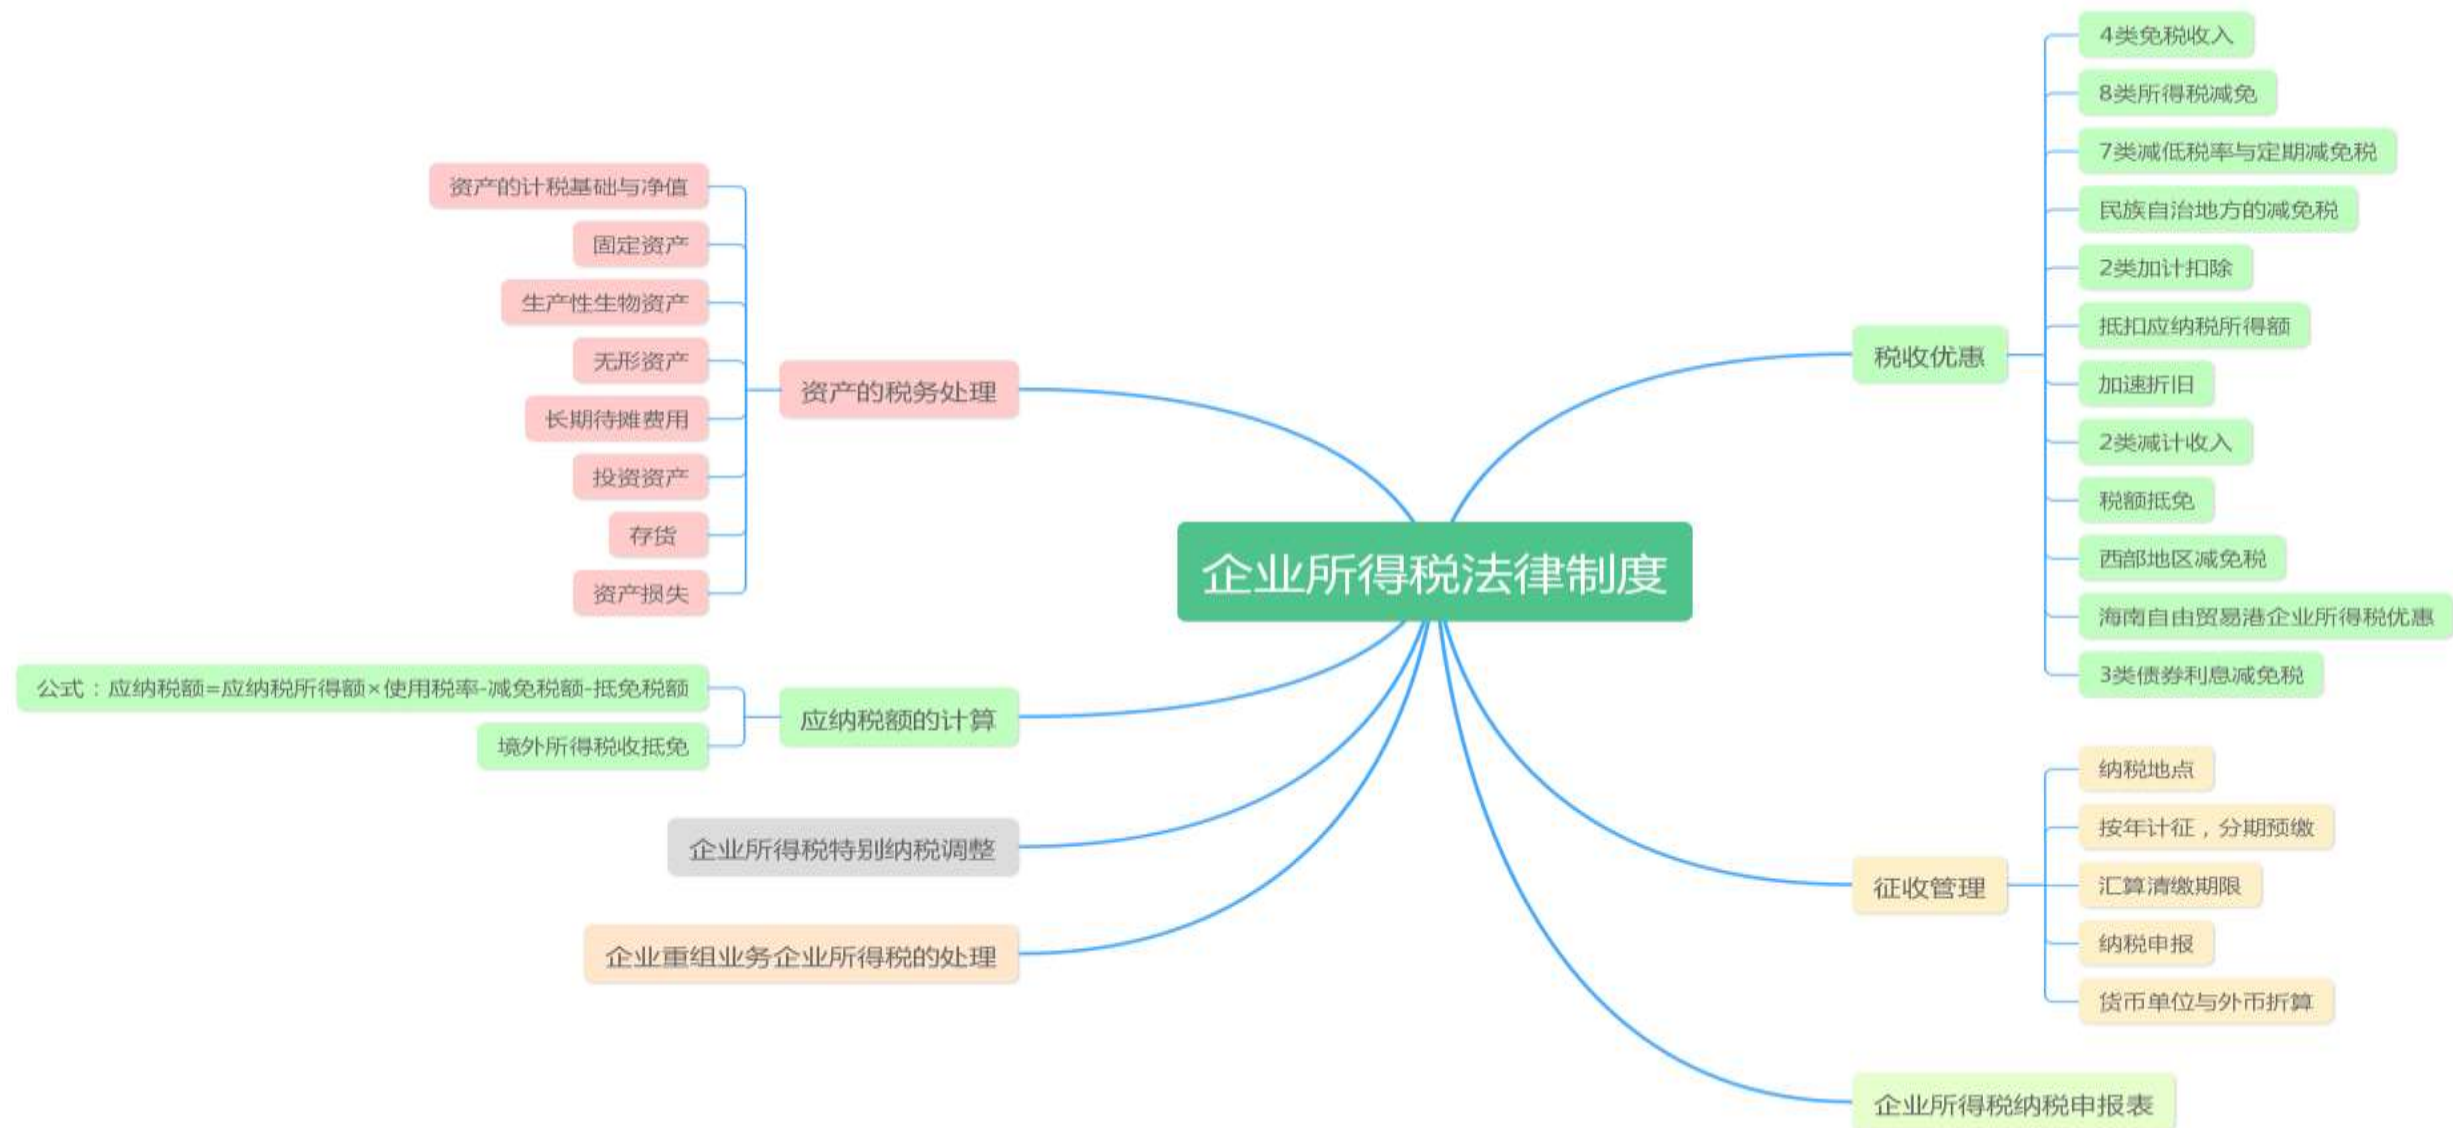 企业所得税法律制度
资产的税务处理
资产的计税基础与净值
固定资产
生产性生物资产
无形资产
长期待摊费用
投资资产
存货
资产损失
应纳税额的计算
公式：应纳税额=应纳税所得额×使用税率-减免税额-抵免税额
境外所得税收抵免
企业所得税特别纳税调整
企业重组业务企业所得税的处理
税收优惠
4类免税收入
8类所得税减免
7类减低税率与定期减免税
民族自治地方的减免税
2类加计扣除
抵扣应纳税所得额
加速折旧
2类减计收入
税额抵免
西部地区减免税
海南自由贸易港企业所得税优惠
3类债券利息减免税
征收管理
纳税地点
按年计征，分期预缴
汇算清缴期限
纳税申报
货币单位与外币折算
企业所得税纳税申报表